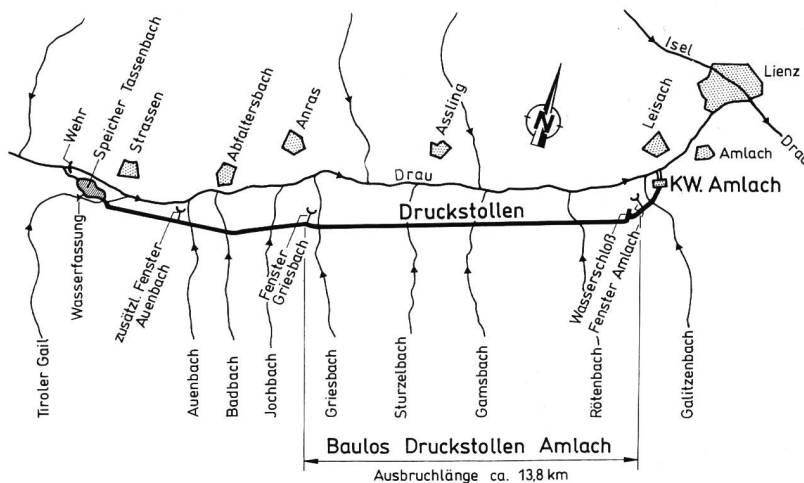 Isel
Lienz
Drau
Amlach
Leisach
KW. Amlach
Assling
Anras
Abfaltersbach
Strassen
Speicher Tassenbach
Wehr
Drau
N
Druckstollen
Wasserfassung
zusätzl. Fenster
Auenbach
Fenster
Griesbach
Wasserschloß
Fenster Amlach
Tiroler Gail
Auenbach
Badbach
Jochbach
Griesbach
Sturzelbach
Gamsbach
Rötenbach
Galitzenbach
Baulos Druckstollen Amlach
Ausbruchlänge ca. 13,8 km